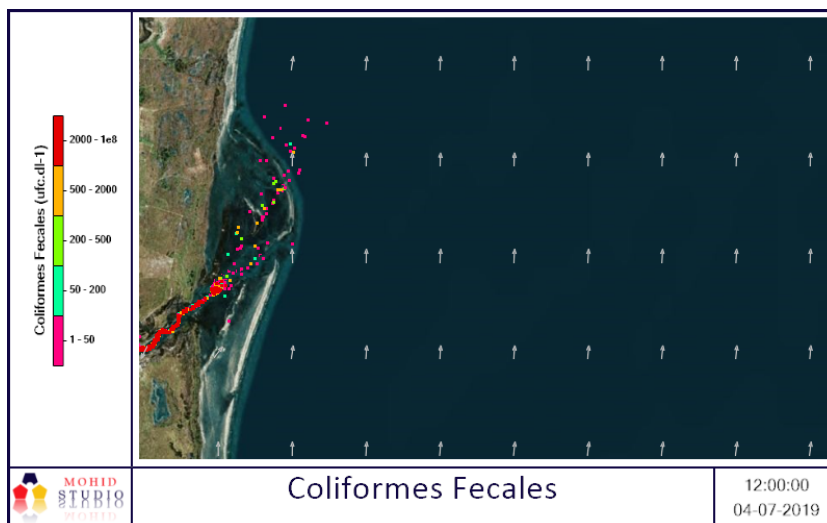 Coliformes Fecales (ufc.dl-1)
2000 - 1e8
500 - 2000
200 - 500
50 - 200
1 - 50
MOHID
STUDIO
Coliformes Fecales
12:00:00
04-07-2019